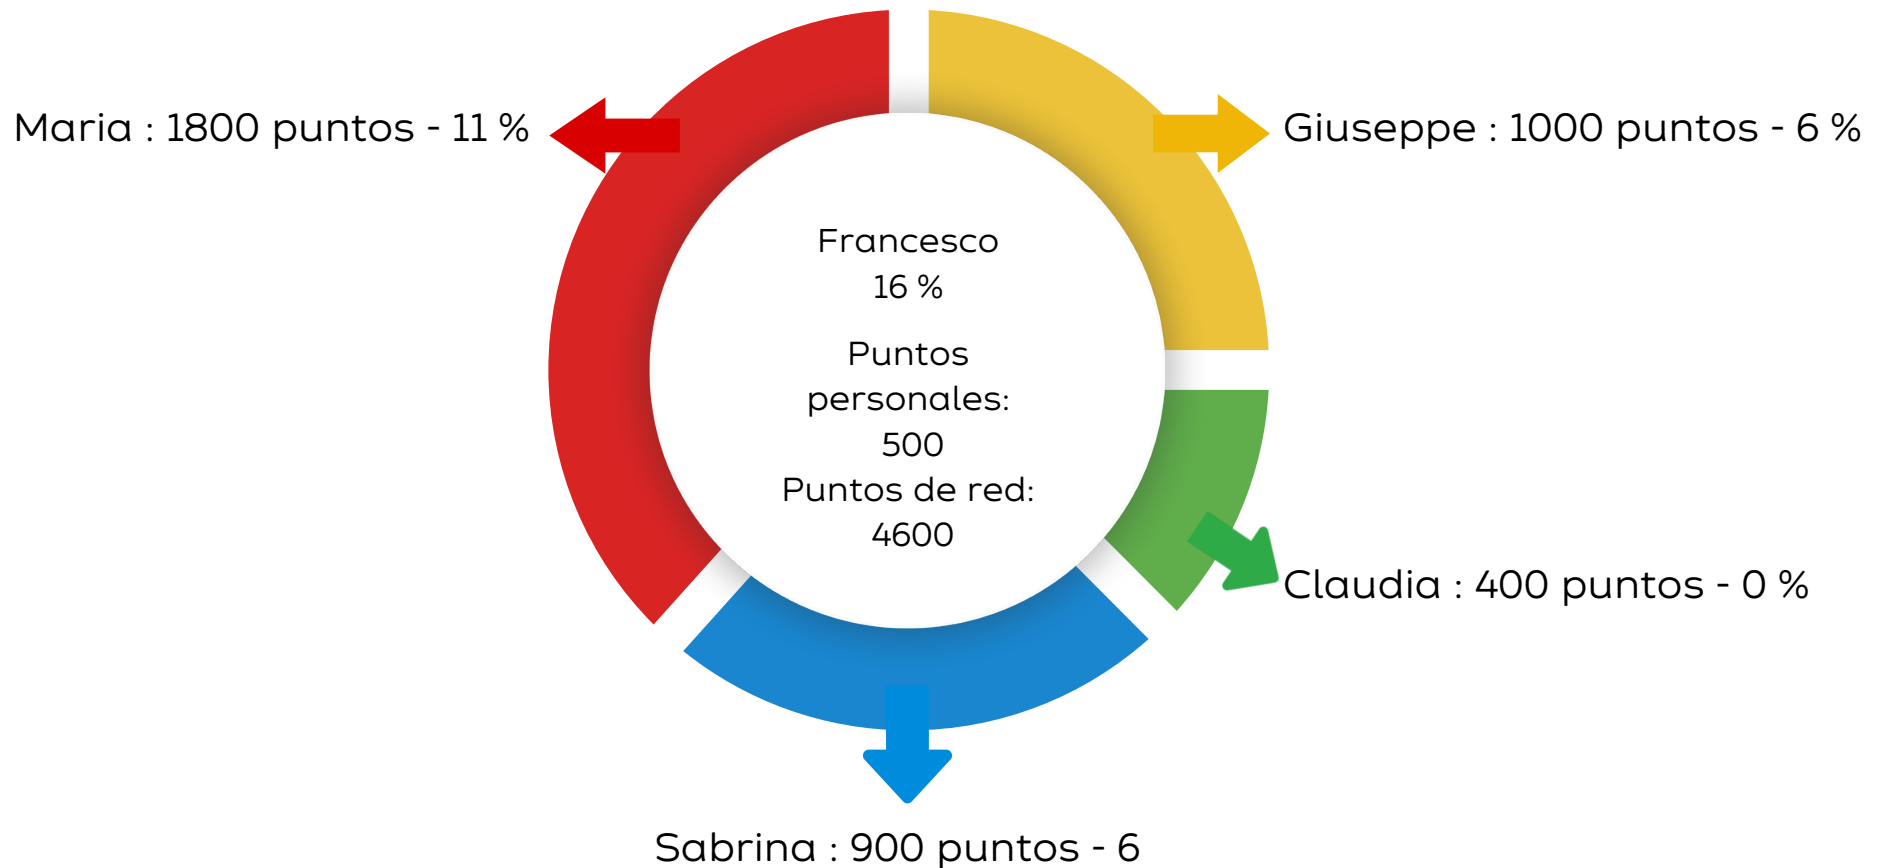 Maria : 1800 puntos - 11 %
Giuseppe : 1000 puntos - 6 %
Francesco
16 %
Puntos
personales:
500
Puntos de red:
4600
Claudia : 400 puntos - 0 %
Sabrina : 900 puntos - 6